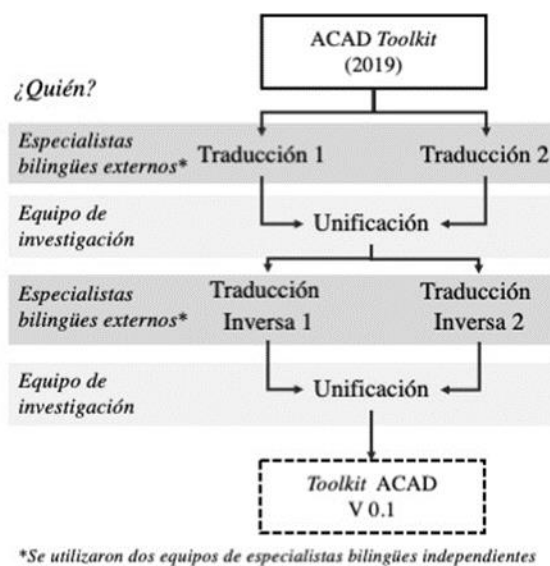 ACAD Toolkit
(2019)
¿Quién?
Especialistas
bilingües externos*
Traducción 1
Traducción 2
Equipo de
investigación
Unificación
Especialistas
bilingües externos*
Traducción
Inversa 1
Traducción
Inversa 2
Equipo de
investigación
Unificación
Toolkit ACAD
V 0.1
*Se utilizaron dos equipos de especialistas bilingües independientes